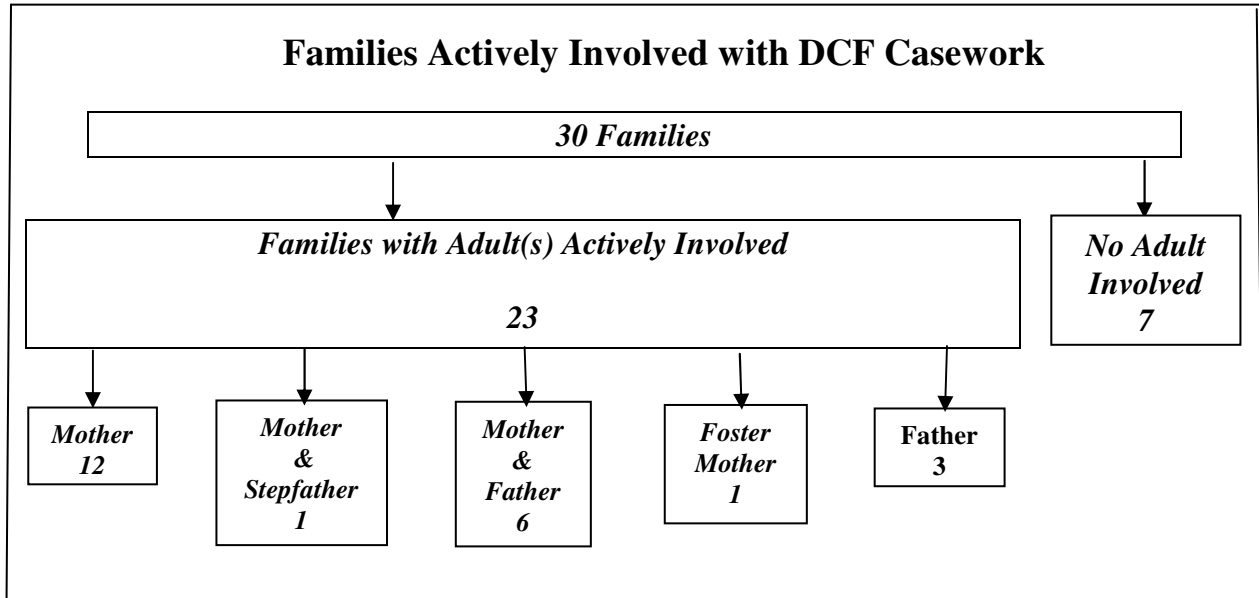 Families Actively Involved with DCF Casework
30 Families
Families with Adult(s) Actively Involved
23
No Adult
Involved
7
Mother
12
Mother
&
Stepfather
1
Mother
&
Father
6
Foster
Mother
1
Father
3